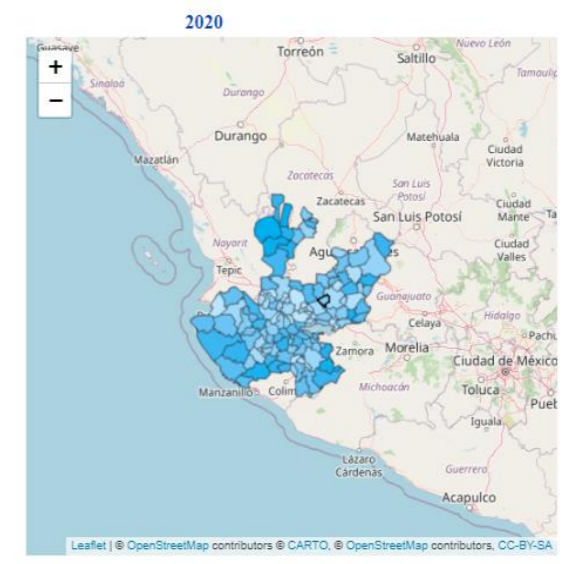 2020
+
−
Guasave
Torreón
Saltillo
Nuevo León
Sinaloa
Durango
Durango
Matehuala
Ciudad
Victoria
Mazatlán
Zacatecas
Zacatecas
San Luis
Potosí
San Luis Potosí
Ciudad
Mante
Nayarit
Tepic
Ciudad
Valles
Guanajuato
Hidalgo
Celaya
Zamora
Morelia
Ciudad de México
Manzanillo
Michoacán
Toluca
Iguala
Lázaro
Cárdenas
Guerrero
Acapulco
Leaflet | © OpenStreetMap contributors © CARTO, © OpenStreetMap contributors, CC-BY-SA